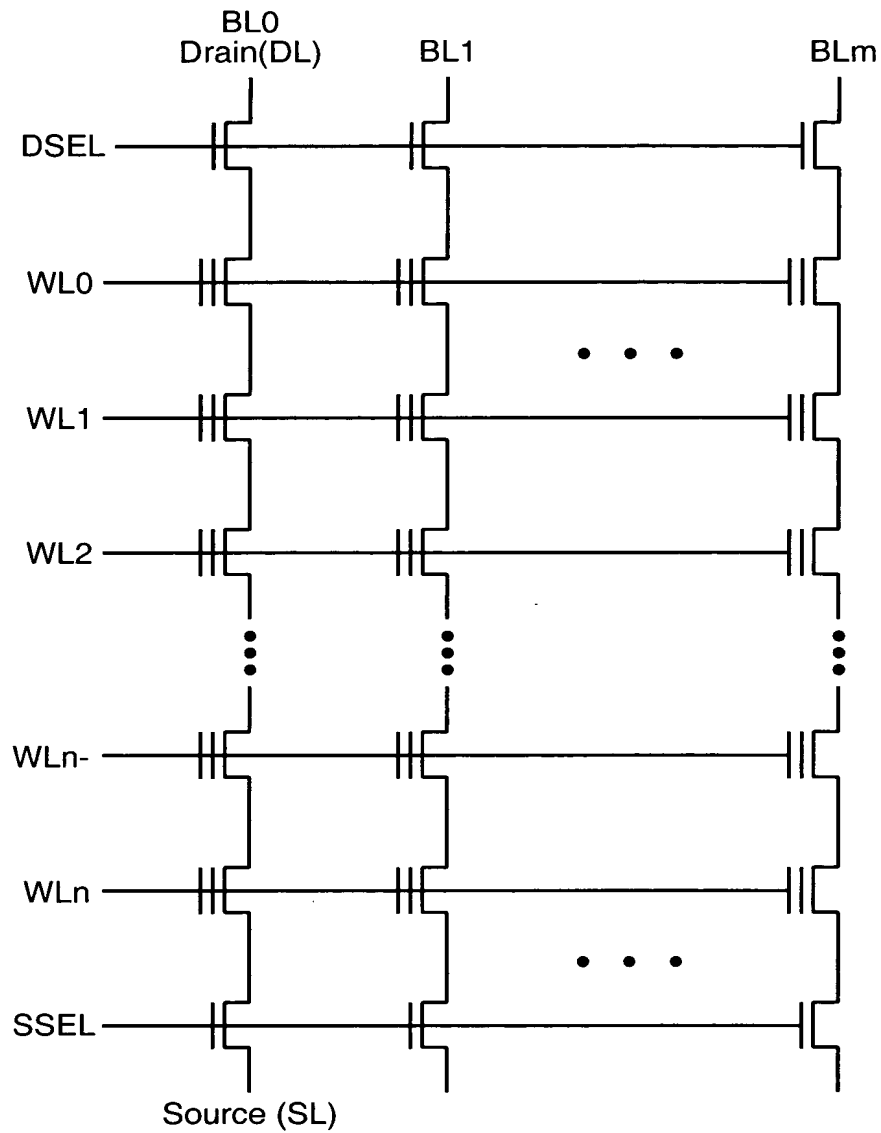 BL0
Drain(DL)
BL1
BLm
DSEL
WL0
WL1
WL2
WLn-
WLn
SSEL
Source (SL)